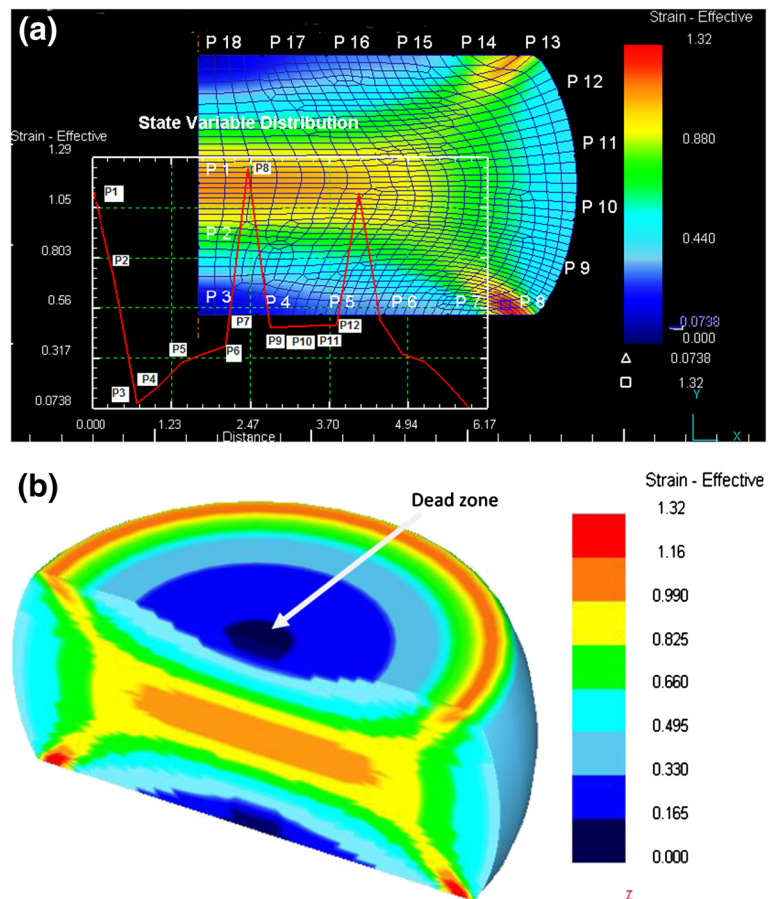 (a)
Strain - Effective
1.32
0.880
0.440
0.0738
0.000
0.0738
1.32
P 18 P 17 P 16 P 15 P 14 P 13
P 12
P 11
P 10
P 9
P 1
P 2
P 3 P 4 P 5 P 6 P 7 P 8
State Variable Distribution
Strain - Effective
1.29
1.05
0.803
0.56
0.317
0.0738
P1
P2
P3
P4
P5
P6
P7
P8
P9
P10
P11
P12
0.000 1.23 2.47 3.70 4.94 6.17
Distance
Y
X
(b)
Dead zone
Strain - Effective
1.32
1.16
0.990
0.825
0.660
0.495
0.330
0.165
0.000
Z